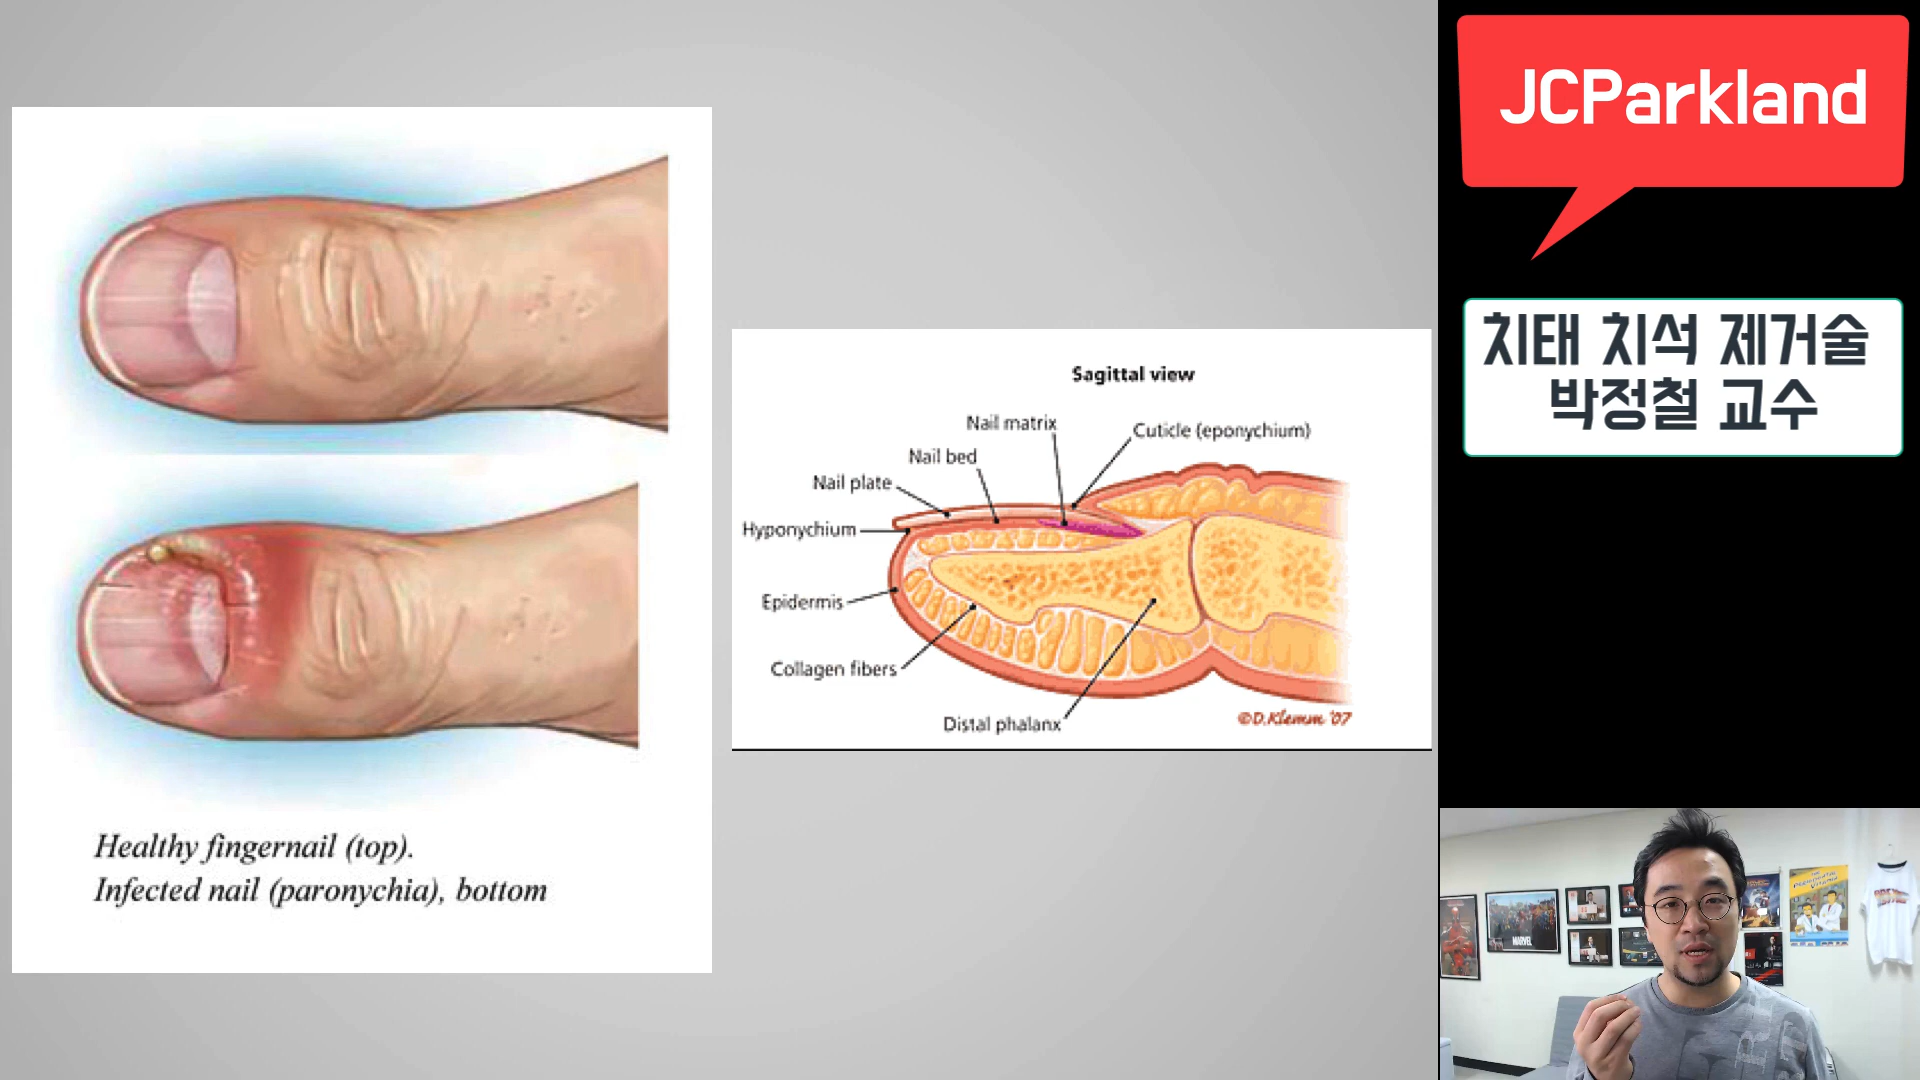 Healthy fingernail (top).
Infected nail (paronychia), bottom
Sagittal view
Nail matrix
Cuticle (eponychium)
Nail bed
Nail plate
Hyponychium
Epidermis
Collagen fibers
Distal phalanx
©D.Klemm '07
JCParkland
치태 치석 제거술
박정철 교수
MARVEL